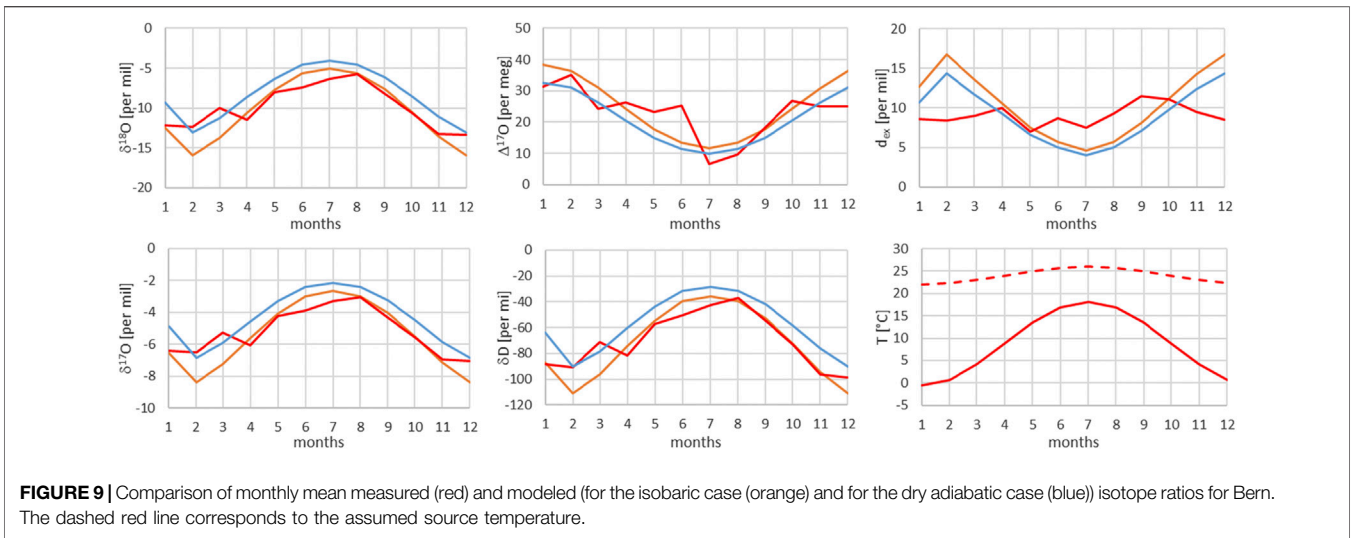 0
-5
-10
-15
-20
δ¹⁸O [per mil]
1 2 3 4 5 6 7 8 9 10 11 12
months
50
40
30
20
10
0
Δ¹⁷O [per meg]
1 2 3 4 5 6 7 8 9 10 11 12
months
20
15
10
5
0
dₑₓ [per mil]
1 2 3 4 5 6 7 8 9 10 11 12
months
0
-2
-4
-6
-8
-10
δ¹⁷O [per mil]
1 2 3 4 5 6 7 8 9 10 11 12
months
0
-20
-40
-60
-80
-100
-120
δD [per mil]
1 2 3 4 5 6 7 8 9 10 11 12
months
30
25
20
15
10
5
0
-5
T [°C]
1 2 3 4 5 6 7 8 9 10 11 12
months
FIGURE 9 | Comparison of monthly mean measured (red) and modeled (for the isobaric case (orange) and for the dry adiabatic case (blue)) isotope ratios for Bern.
The dashed red line corresponds to the assumed source temperature.